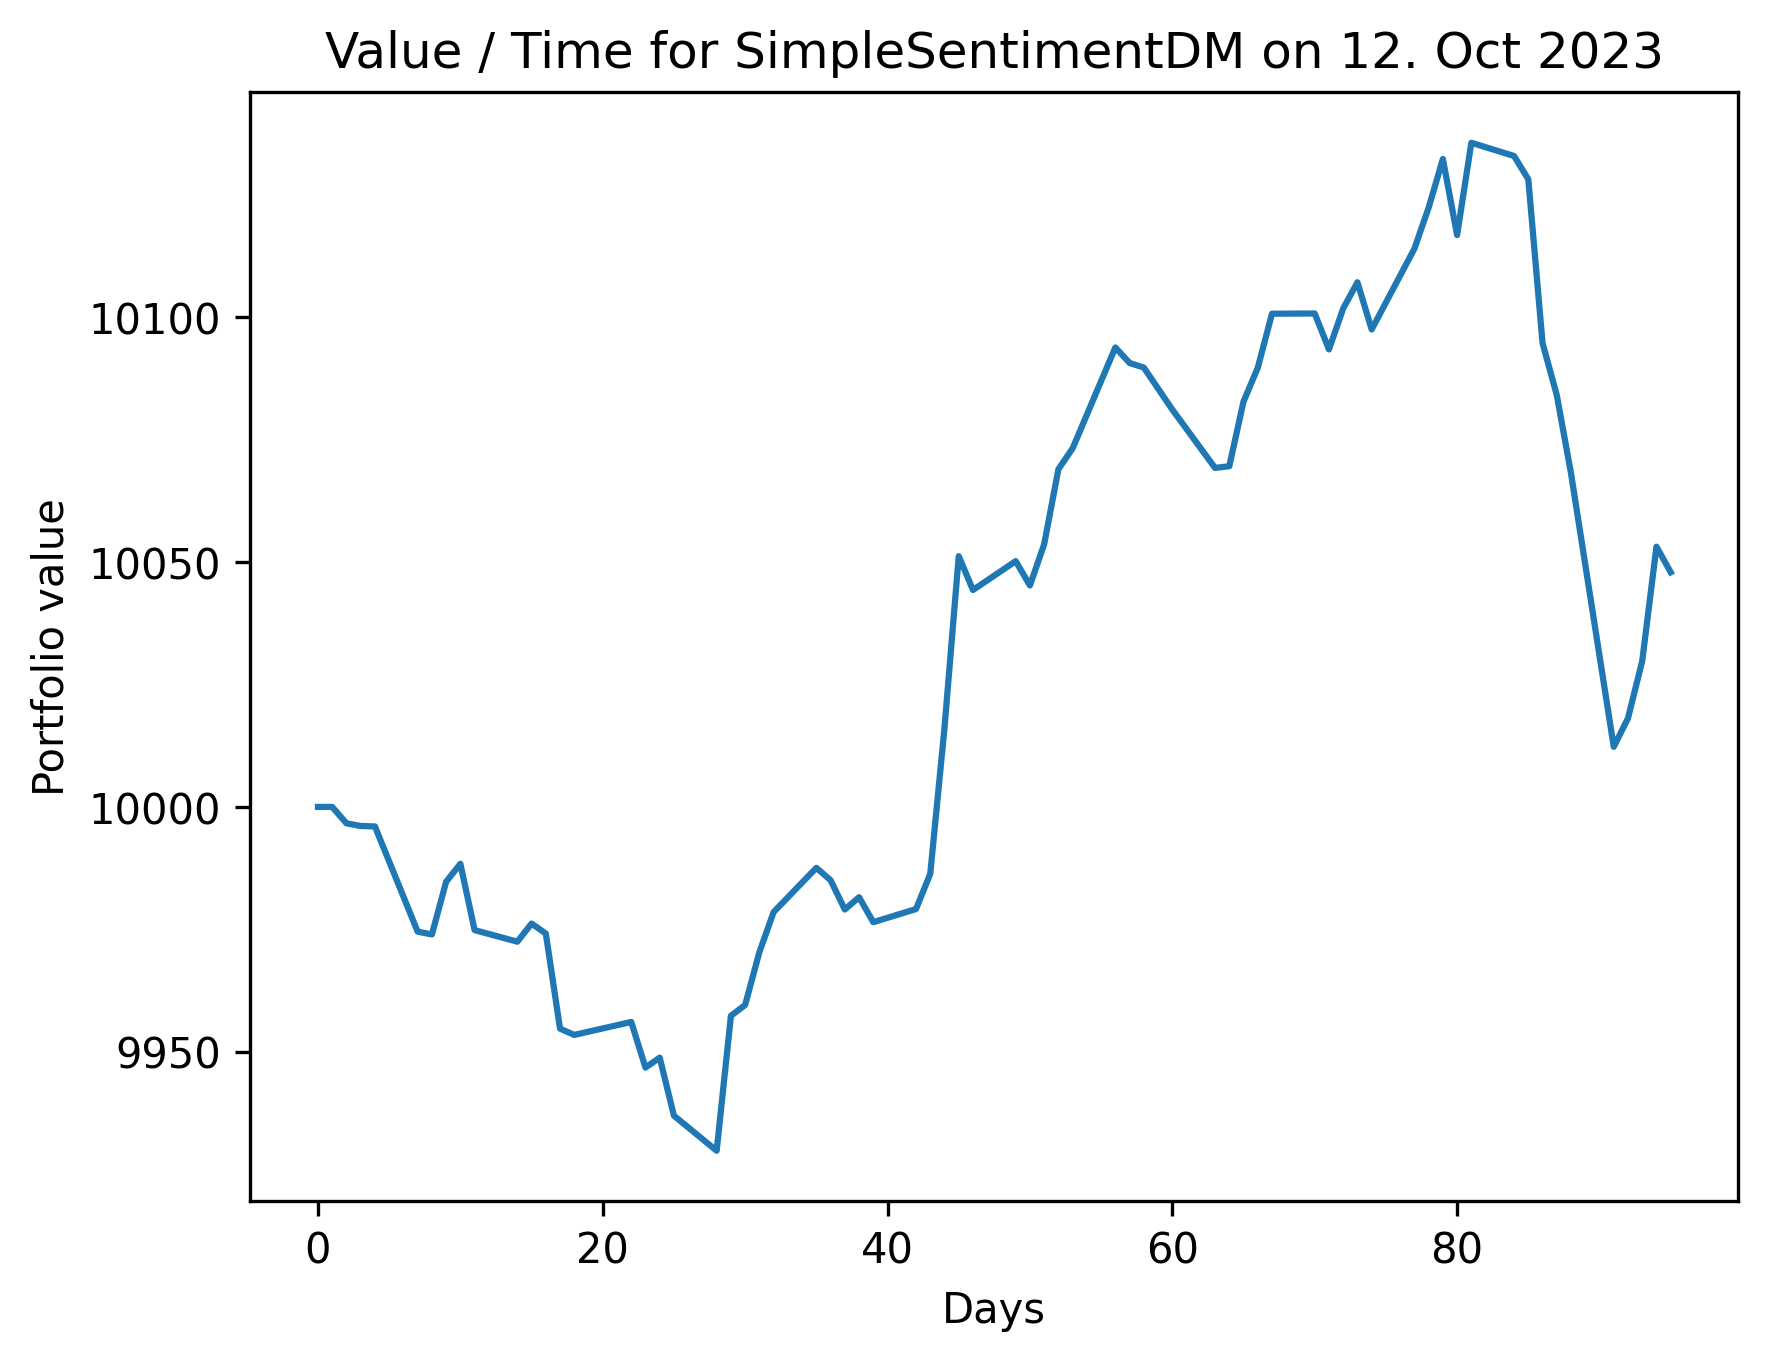 Value / Time for SimpleSentimentDM on 12. Oct 2023
Portfolio value
10100
10050
10000
9950
0 20 40 60 80
Days